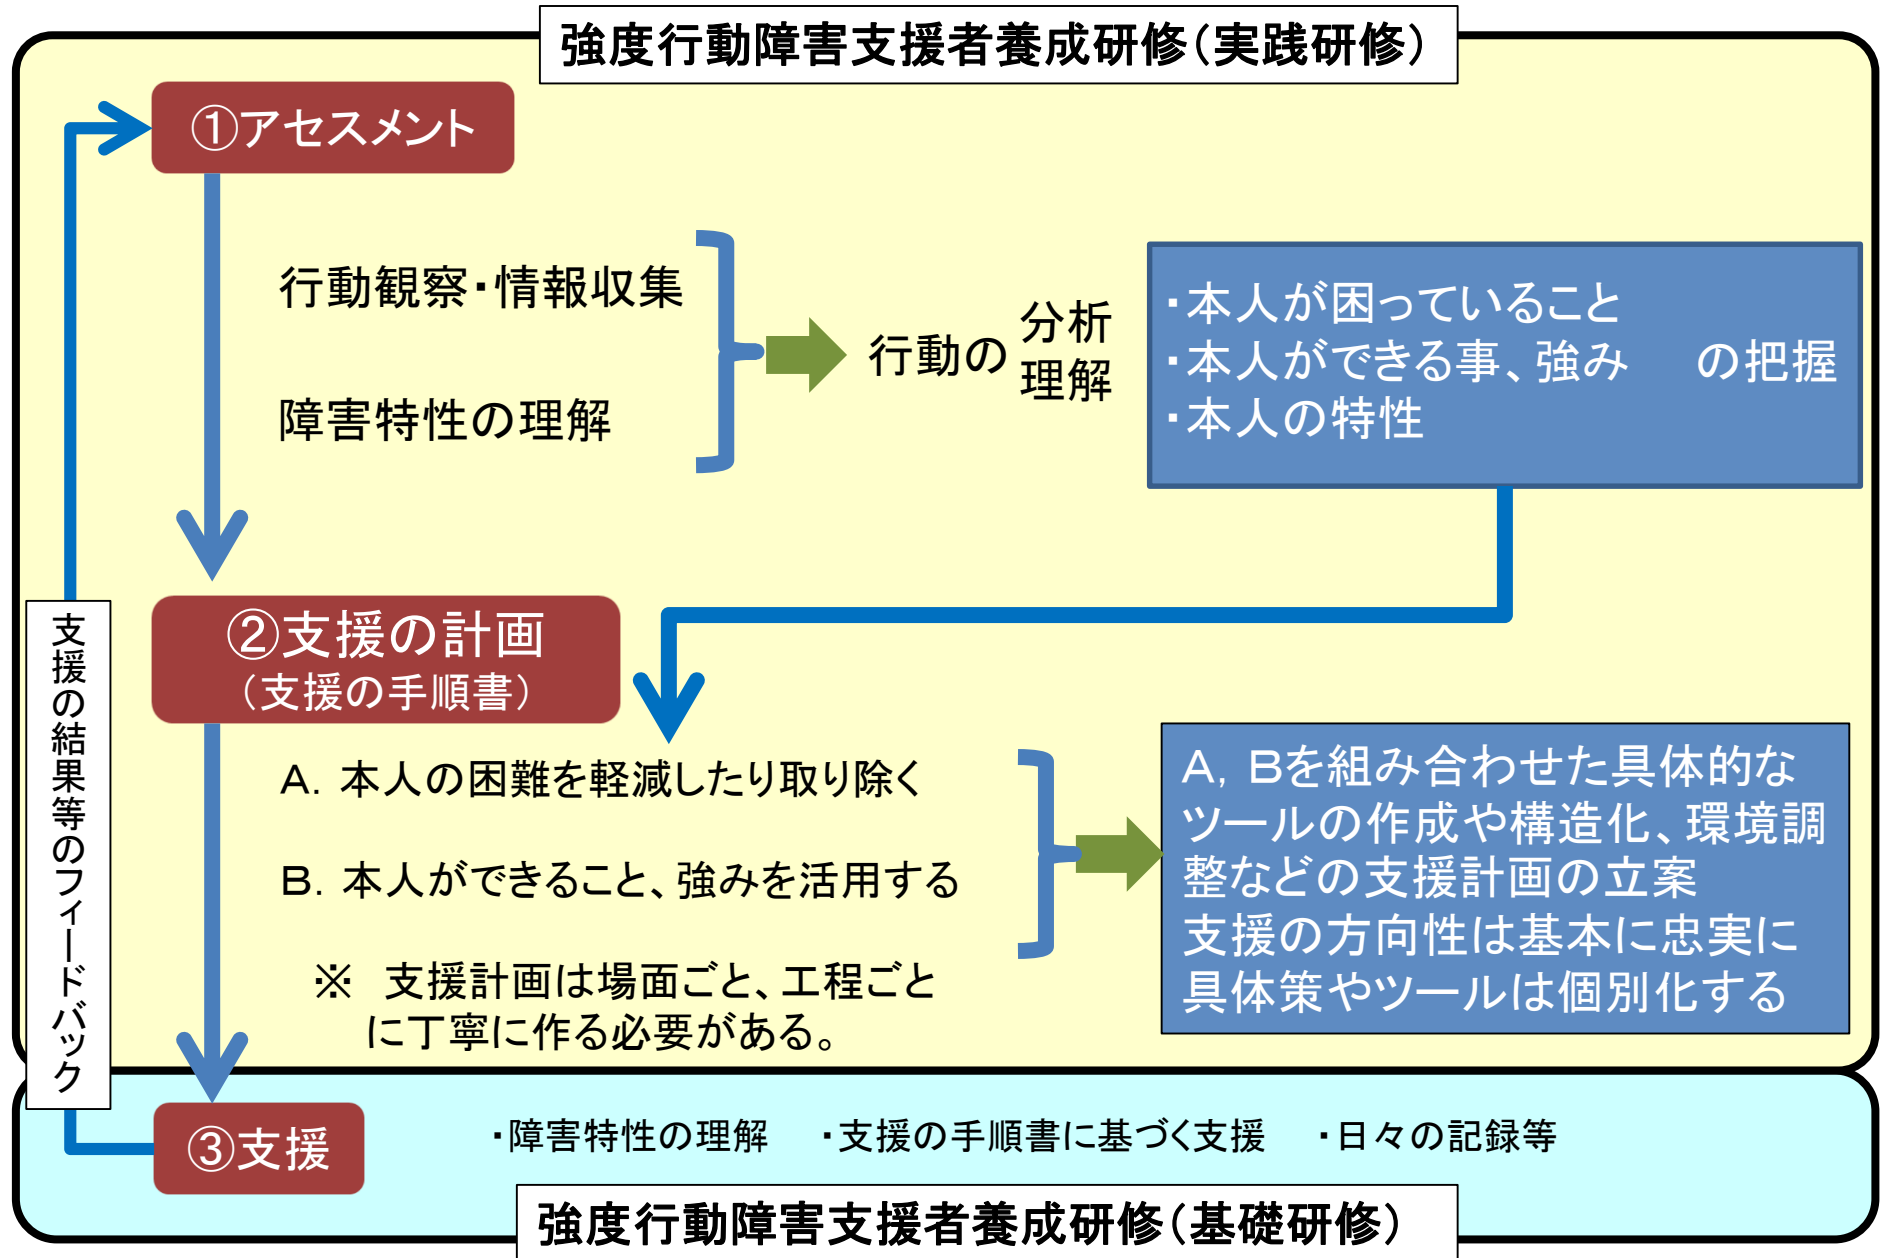 強度行動障害支援者養成研修（実践研修）
①アセスメント
行動観察・情報収集
障害特性の理解
行動の
分析
理解
・本人が困っていること
・本人ができる事、強み　の把握
・本人の特性
②支援の計画
（支援の手順書）
A．本人の困難を軽減したり取り除く
B．本人ができること、強みを活用する
※　支援計画は場面ごと、工程ごと
に丁寧に作る必要がある。
A，Bを組み合わせた具体的な
ツールの作成や構造化、環境調
整などの支援計画の立案
支援の方向性は基本に忠実に
具体策やツールは個別化する
支援の結果等のフィードバック
③支援
・障害特性の理解　・支援の手順書に基づく支援　・日々の記録等
強度行動障害支援者養成研修（基礎研修）